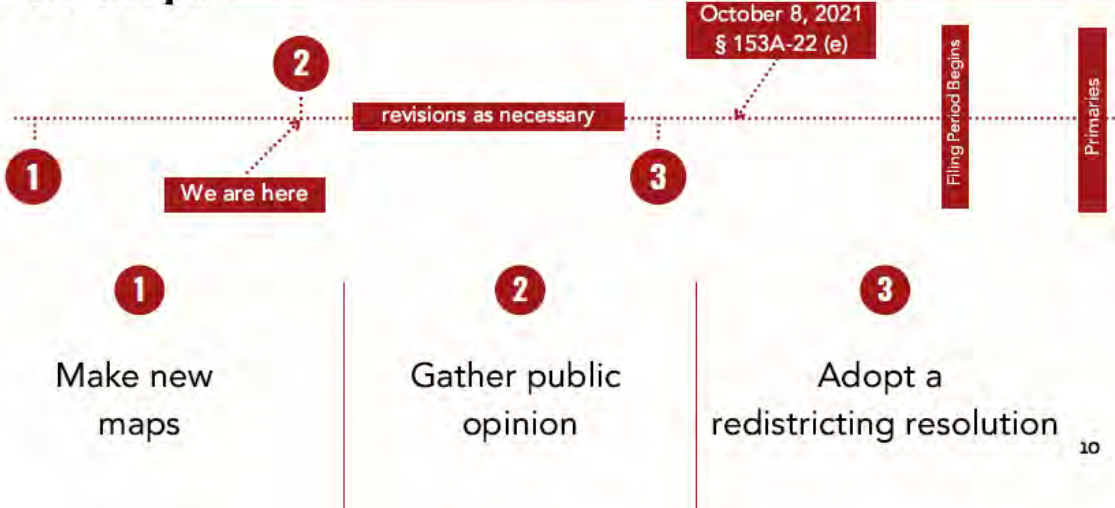 October 8, 2021
§ 153A-22 (e)
2
revisions as necessary
1
We are here
3
Filing Period Begins
Primaries
1
2
3
Make new
maps
Gather public
opinion
Adopt a
redistricting resolution
10